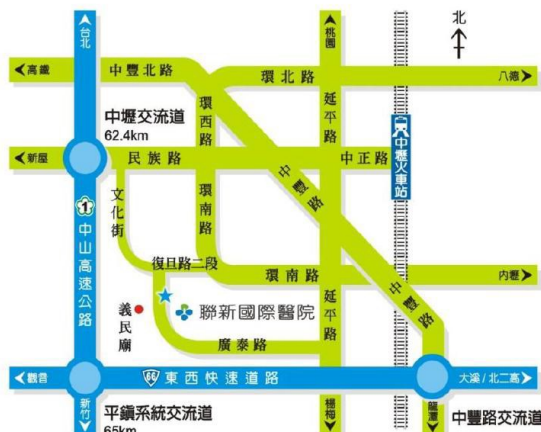 台北
桃園
北
高鐵
中豐北路
環北路
八德
中壢交流道
62.4km
環西路
延平路
中壢火車站
新屋
民族路
中正路
中豐路
文化街
環南路
1
中山高速公路
復旦路二段
環南路
內壢
義民廟
聯新國際醫院
延平路
中豐路
廣泰路
觀音
66
東西快速道路
大溪/北二高
新竹
平鎮系統交流道
65km
楊梅
龍潭
中豐路交流道